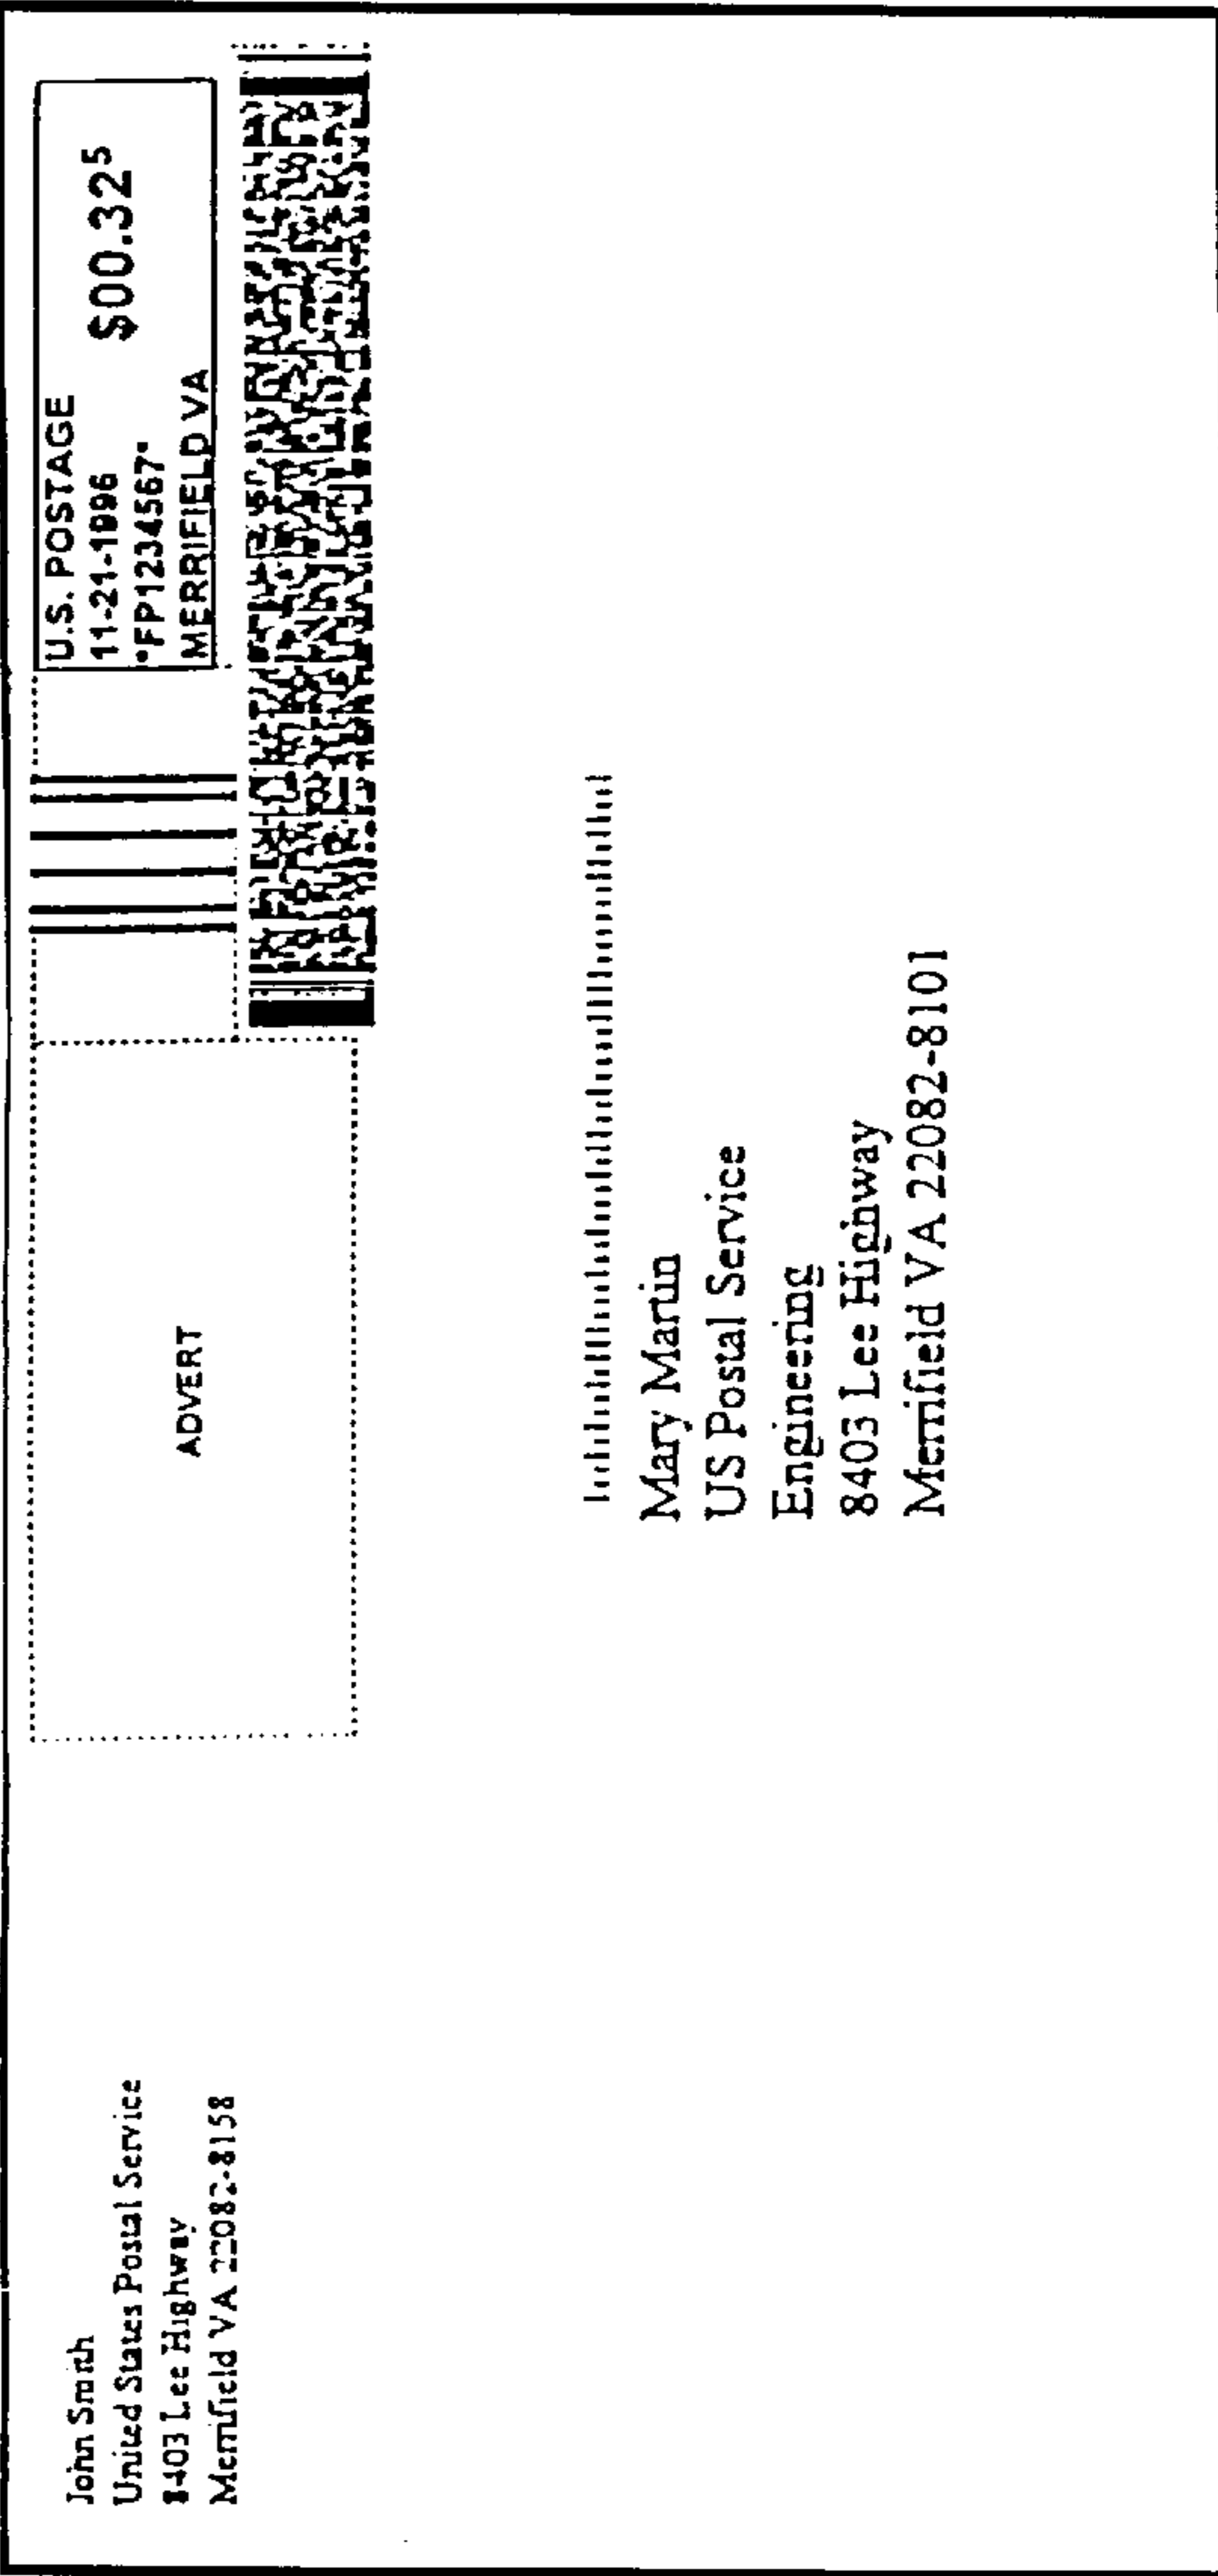 John Smith
United States Postal Service
8403 Lee Highway
Merrifield VA 22082-8158
ADVERT
U.S. POSTAGE
11-21-1996
$00.32⁵
*FP1234567*
MERRIFIELD VA
Mary Martin
US Postal Service
Engineering
8403 Lee Highway
Merrifield VA 22082-8101